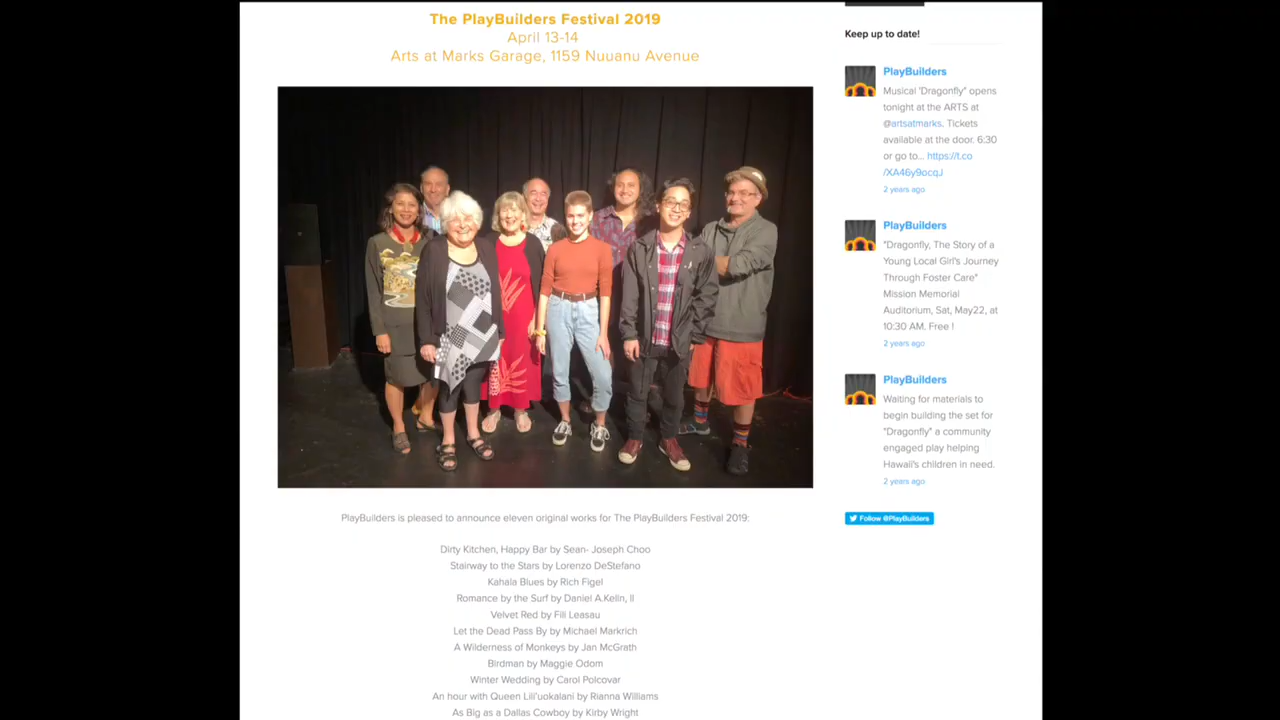 The PlayBuilders Festival 2019
April 13-14
Arts at Marks Garage, 1159 Nuuanu Avenue
PlayBuilders is pleased to announce eleven original works for The PlayBuilders Festival 2019:
Dirty Kitchen, Happy Bar by Sean- Joseph Choo
Stairway to the Stars by Lorenzo DeStefano
Kahala Blues by Rich Figel
Romance by the Surf by Daniel A.Kelin, II
Velvet Red by Fili Leasau
Let the Dead Pass By by Michael Markrich
A Wilderness of Monkeys by Jan McGrath
Birdman by Maggie Odom
Winter Wedding by Carol Polcovar
An hour with Queen Lili'uokalani by Rianna Williams
As Big as a Dallas Cowboy by Kirby Wright
Keep up to date!
PlayBuilders
Musical 'Dragonfly" opens
tonight at the ARTS at
@artsatmarks. Tickets
available at the door. 6:30
or go to... https://t.co
/XA46y9ocqJ
2 years ago
PlayBuilders
"Dragonfly, The Story of a
Young Local Girl's Journey
Through Foster Care"
Mission Memorial
Auditorium, Sat, May22, at
10:30 AM. Free !
2 years ago
PlayBuilders
Waiting for materials to
begin building the set for
"Dragonfly" a community
engaged play helping
Hawaii's children in need.
2 years ago
Follow @PlayBuilders